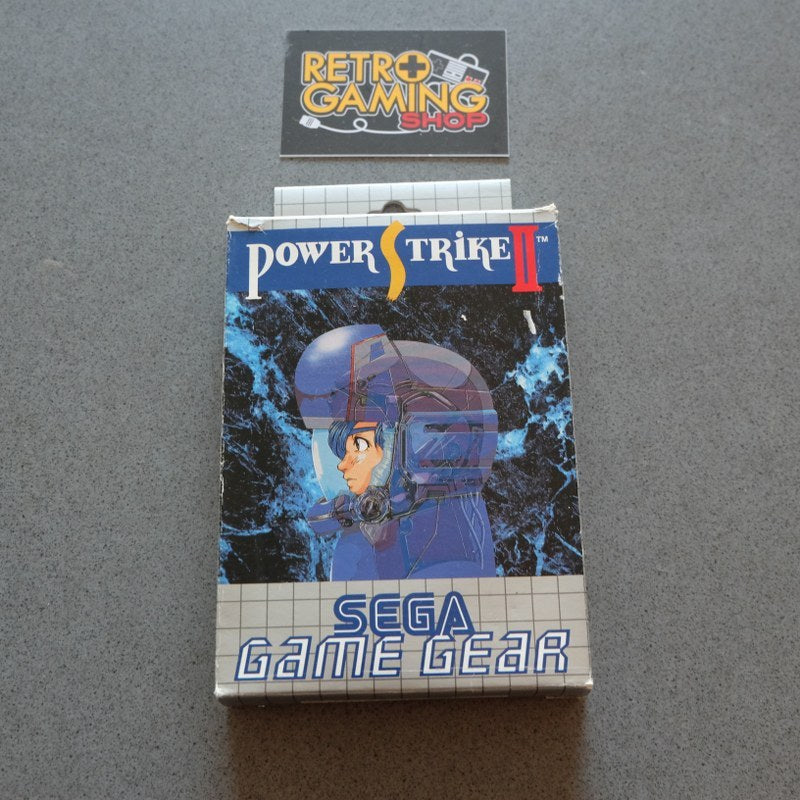 RETRO
GAMING
SHOP
POWER STRIKE II™
SEGA
GAME GEAR